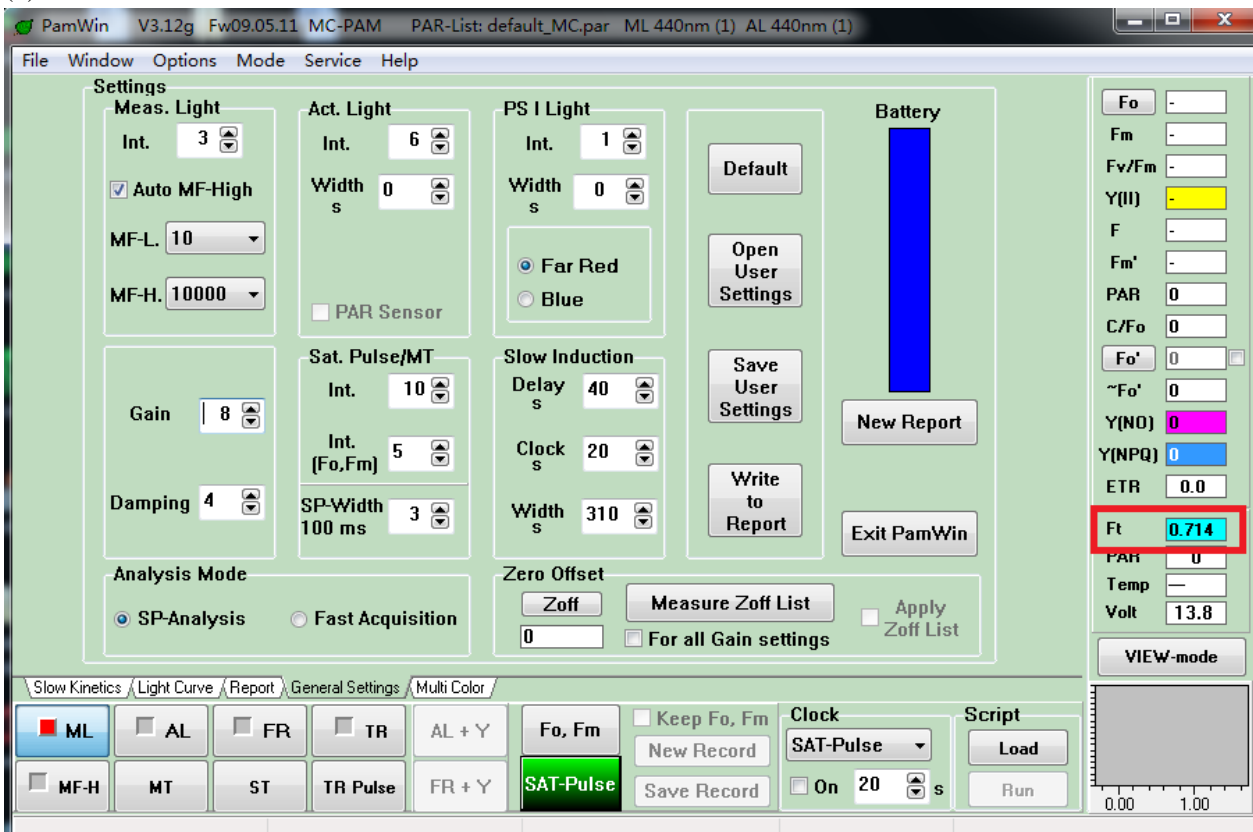 PamWin V3.12g Fw09.05.11 MC-PAM PAR-List: default_MC.par ML 440nm (1) AL 440nm (1)
File Window Options Mode Service Help
Settings
Meas. Light
Int. 3
Auto MF-High
MF-L. 10
MF-H. 10000
Act. Light
Int. 6
Width 0
s
PAR Sensor
PS I Light
Int. 1
Width 0
s
Far Red
Blue
Gain 8
Damping 4
Sat. Pulse/MT
Int. 10
Int. 5
(Fo,Fm)
SP-Width 3
100 ms
Slow Induction
Delay 40
s
Clock 20
s
Width 310
s
Default
Open
User
Settings
Save
User
Settings
Write
to
Report
Battery
New Report
Exit PamWin
Analysis Mode
SP-Analysis Fast Acquisition
Zero Offset
Zoff Measure Zoff List
0 For all Gain settings
Apply
Zoff List
Fo -
Fm -
Fv/Fm -
Y(II) -
F -
Fm' -
PAR 0
C/Fo 0
Fo' 0
~Fo' 0
Y(NO) 0
Y(NPQ) 0
ETR 0.0
Ft 0.714
PAR 0
Temp —
Volt 13.8
VIEW-mode
Slow Kinetics Light Curve Report General Settings Multi Color
ML AL FR TR AL + Y
MF-H MT ST TR Pulse FR + Y
Fo, Fm
SAT-Pulse
Keep Fo, Fm
New Record
Save Record
Clock
SAT-Pulse
On 20 s
Script
Load
Run
0.00 1.00